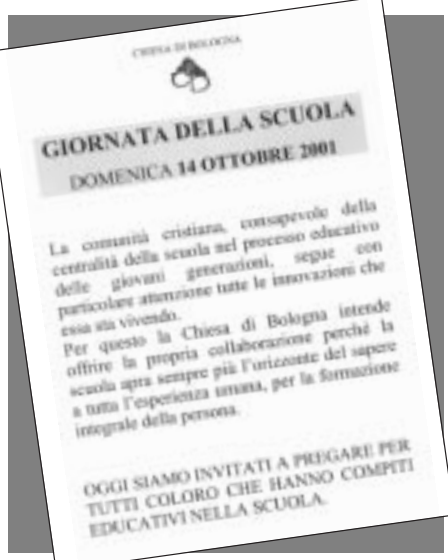 CHIESA DI BOLOGNA
GIORNATA DELLA SCUOLA
DOMENICA 14 OTTOBRE 2001
La comunità cristiana, consapevole della
centralità della scuola nel processo educativo
delle giovani generazioni, segue con
particolare attenzione tutte le innovazioni che
essa sta vivendo.
Per questo la Chiesa di Bologna intende
offrire la propria collaborazione perché la
scuola apra sempre più l'orizzonte del sapere
a tutta l'esperienza umana, per la formazione
integrale della persona.
OGGI SIAMO INVITATI A PREGARE PER
TUTTI COLORO CHE HANNO COMPITI
EDUCATIVI NELLA SCUOLA.